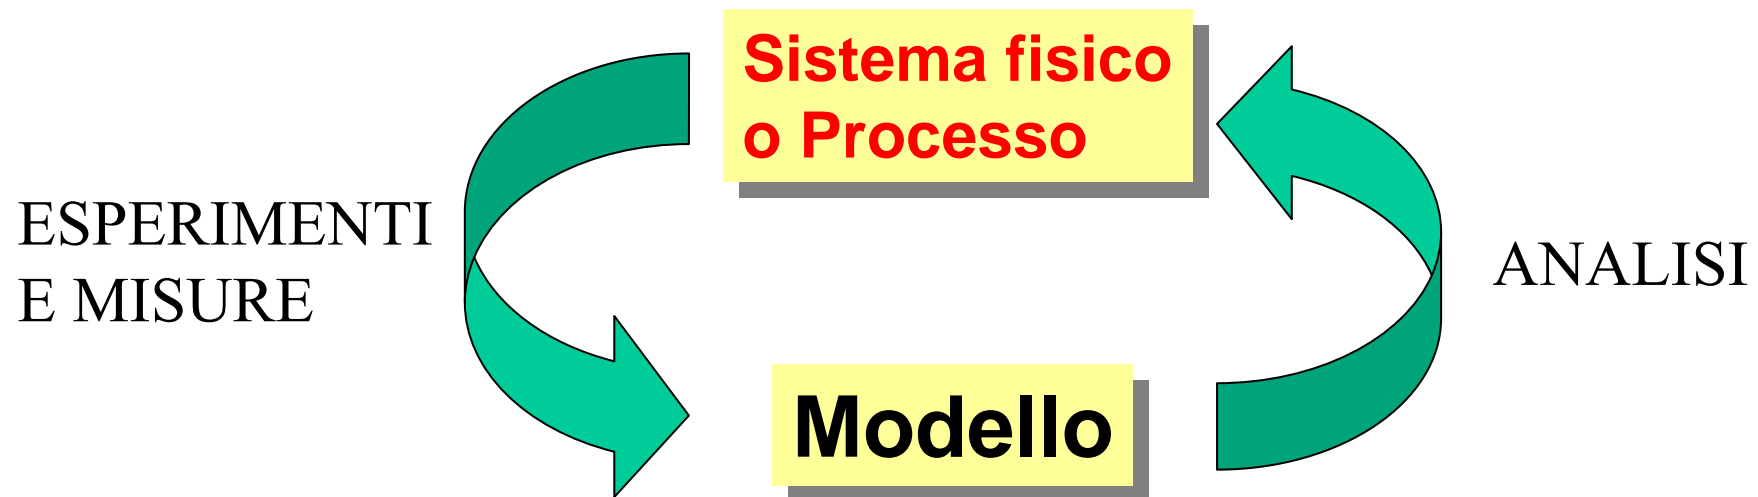 Sistema fisico
o Processo
ESPERIMENTI
E MISURE
ANALISI
Modello